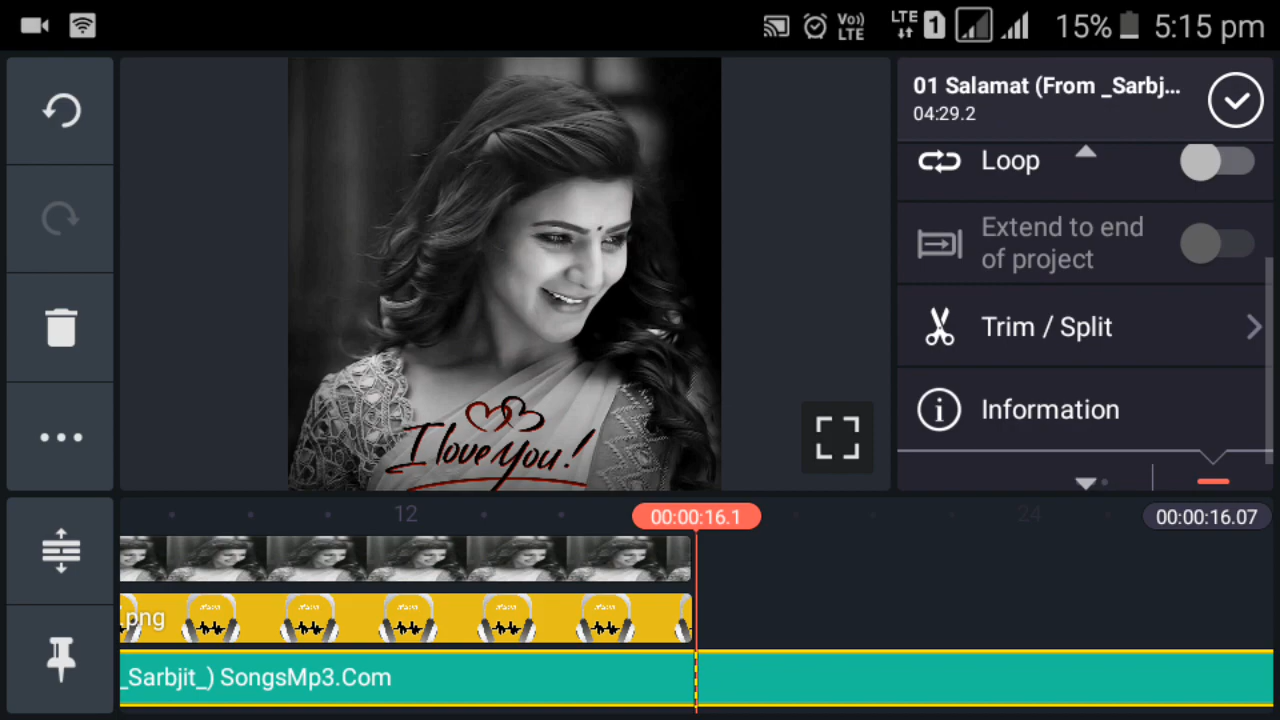 Vo))
LTE
LTE
1
15%
5:15 pm
01 Salamat (From _Sarbj...
04:29.2
Loop
Extend to end
of project
Trim / Split
Information
I love you!
12
00:00:16.1
24
00:00:16.07
.png
_Sarbjit_) SongsMp3.Com